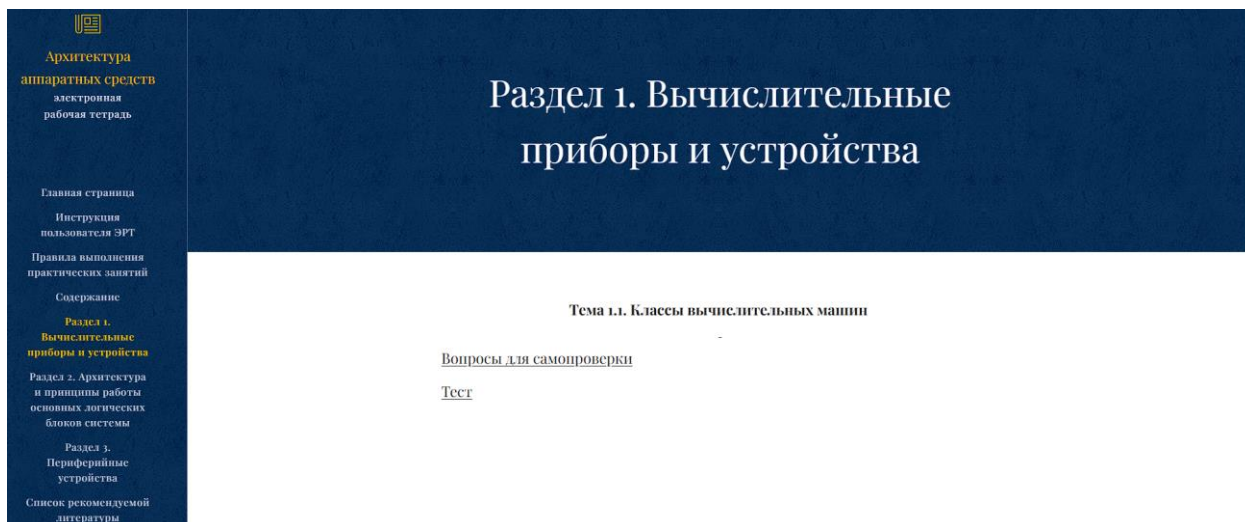 Архитектура
аппаратных средств
электронная
рабочая тетрадь
Главная страница
Инструкция
пользователя ЭРТ
Правила выполнения
практических занятий
Содержание
Раздел 1.
Вычислительные
приборы и устройства
Раздел 2. Архитектура
и принципы работы
основных логических
блоков системы
Раздел 3.
Периферийные
устройства
Список рекомендуемой
литературы
Раздел 1. Вычислительные
приборы и устройства
Тема 1.1. Классы вычислительных машин
Вопросы для самопроверки
Тест